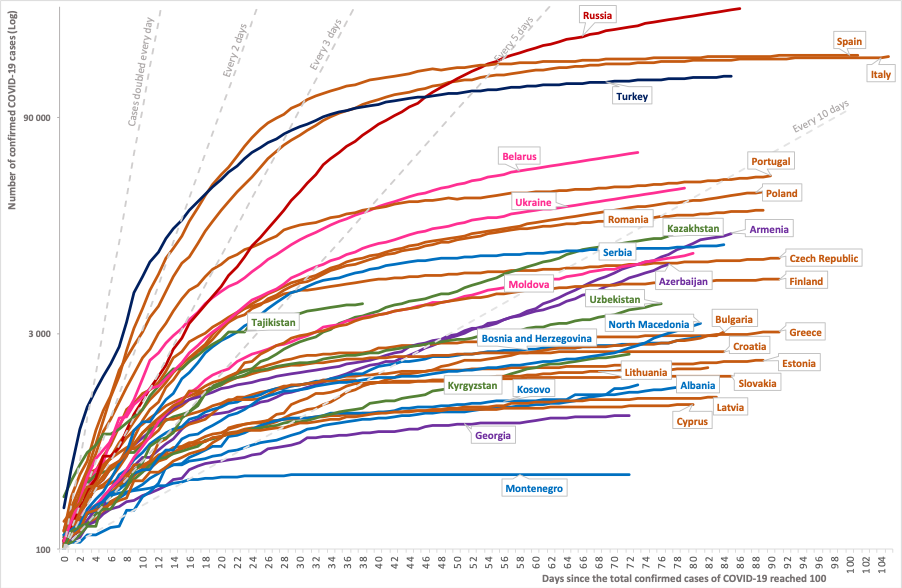 Number of confirmed COVID-19 cases (Log)
90 000
3 000
100
Cases doubled every day
Every 2 days
Every 3 days
Every 5 days
Every 10 days
Russia
Spain
Italy
Turkey
Belarus
Portugal
Ukraine
Poland
Romania
Kazakhstan
Armenia
Serbia
Czech Republic
Moldova
Azerbaijan
Finland
Uzbekistan
Tajikistan
North Macedonia
Bulgaria
Greece
Bosnia and Herzegovina
Croatia
Estonia
Lithuania
Kyrgyzstan
Kosovo
Albania
Slovakia
Latvia
Cyprus
Georgia
Montenegro
0 2 4 6 8 10 12 14 16 18 20 22 24 26 28 30 32 34 36 38 40 42 44 46 48 50 52 54 56 58 60 62 64 66 68 70 72 74 76 78 80 82 84 86 88 90 92 94 96 98 100 102 104
Days since the total confirmed cases of COVID-19 reached 100